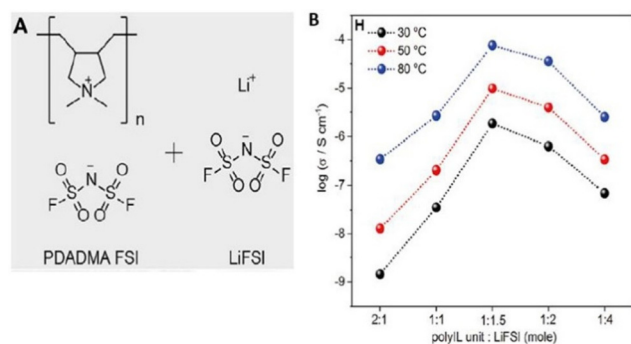 A
n
N
+
Li+
−
N
O
O
O
O
S
S
F
F
+
−
N
O
O
O
O
S
S
F
F
PDADMA FSI
LiFSI
B
H
30 °C
50 °C
80 °C
log (σ / S cm⁻¹)
-4
-5
-6
-7
-8
-9
2:1 1:1 1:1.5 1:2 1:4
polyIL unit : LiFSI (mole)